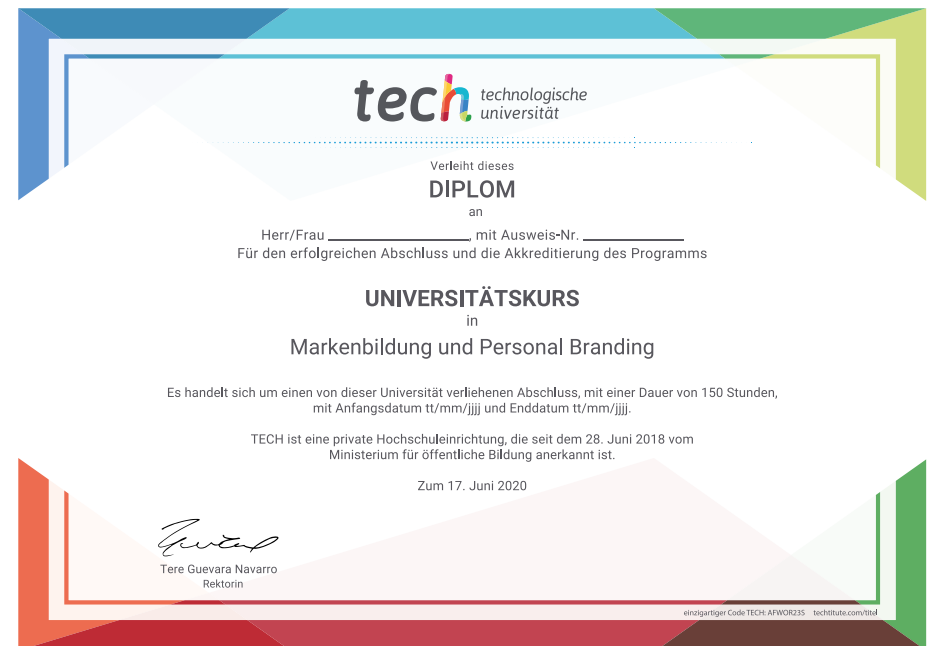 tech technologische
universität
Verleiht dieses
DIPLOM
an
Herr/Frau ____________, mit Ausweis-Nr. ____________
Für den erfolgreichen Abschluss und die Akkreditierung des Programms
UNIVERSITÄTSKURS
in
Markenbildung und Personal Branding
Es handelt sich um einen von dieser Universität verliehenen Abschluss, mit einer Dauer von 150 Stunden,
mit Anfangsdatum tt/mm/jjjj und Enddatum tt/mm/jjjj.
TECH ist eine private Hochschuleinrichtung, die seit dem 28. Juni 2018 vom
Ministerium für öffentliche Bildung anerkannt ist.
Zum 17. Juni 2020
Tere Guevara Navarro
Rektorin
einzigartiger Code TECH: AFWOR23S techtitute.com/titel